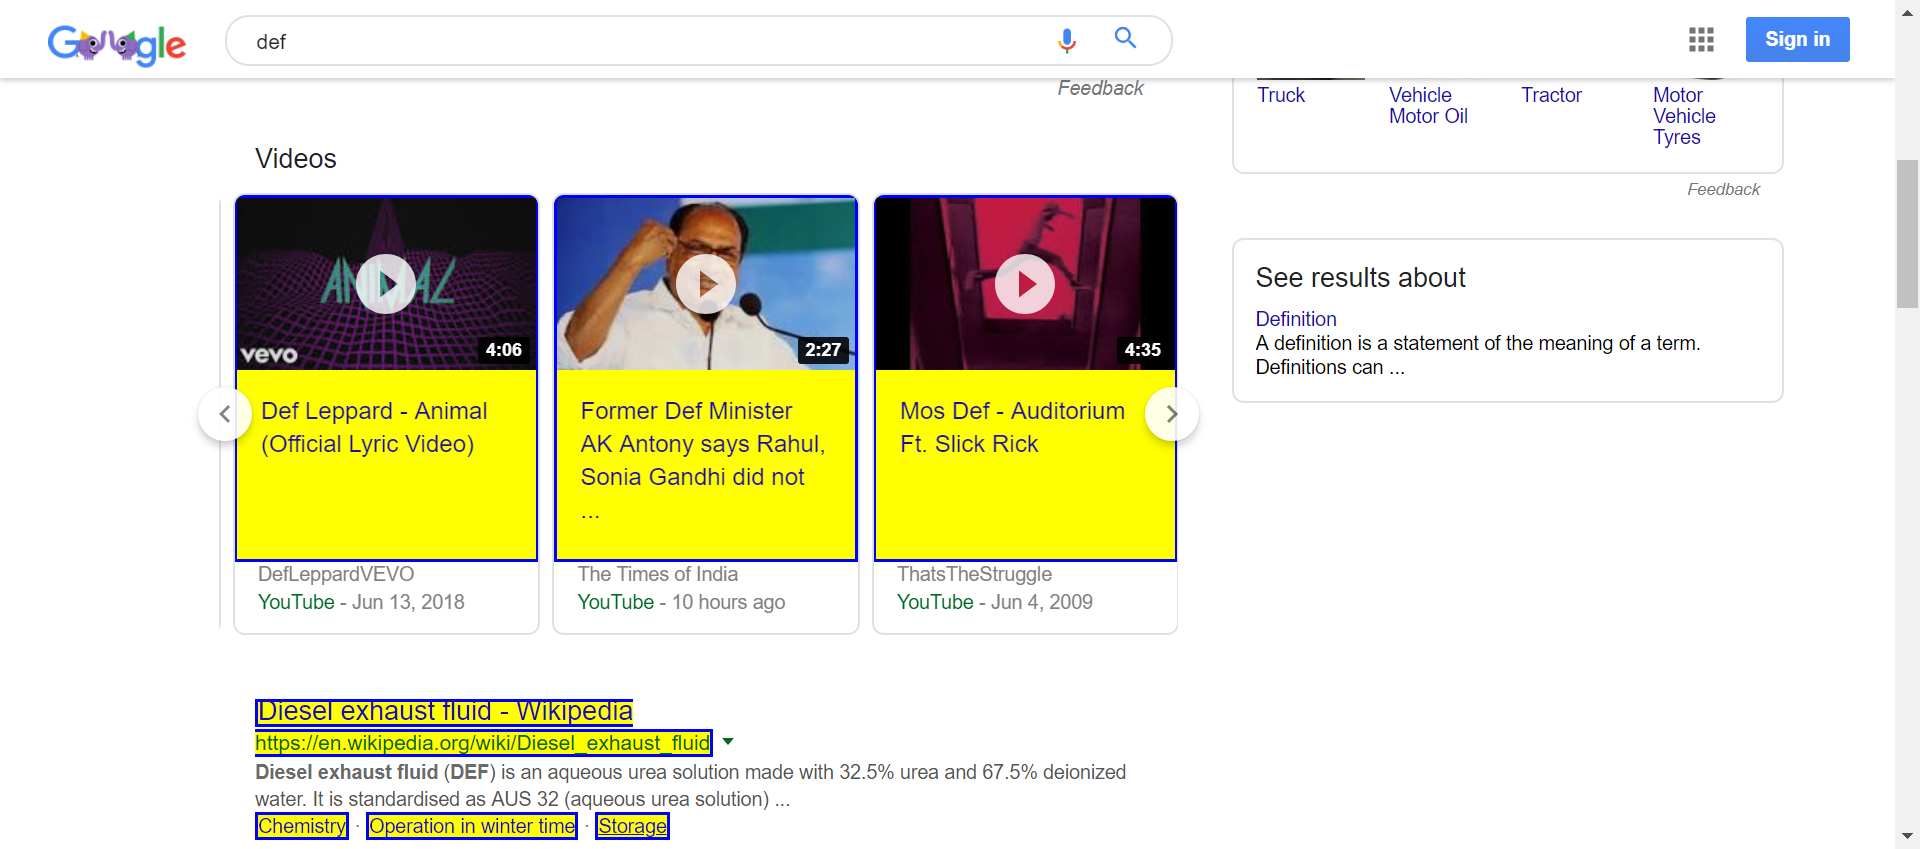 Google
def
Sign in
Feedback
Truck
Vehicle
Motor Oil
Tractor
Motor
Vehicle
Tyres
Feedback
Videos
ANIMAL
vevo
4:06
2:27
4:35
Def Leppard - Animal
(Official Lyric Video)
Former Def Minister
AK Antony says Rahul,
Sonia Gandhi did not
...
Mos Def - Auditorium
Ft. Slick Rick
DefLeppardVEVO
YouTube - Jun 13, 2018
The Times of India
YouTube - 10 hours ago
ThatsTheStruggle
YouTube - Jun 4, 2009
See results about
Definition
A definition is a statement of the meaning of a term.
Definitions can ...
Diesel exhaust fluid - Wikipedia
https://en.wikipedia.org/wiki/Diesel_exhaust_fluid
Diesel exhaust fluid (DEF) is an aqueous urea solution made with 32.5% urea and 67.5% deionized
water. It is standardised as AUS 32 (aqueous urea solution) ...
Chemistry · Operation in winter time · Storage